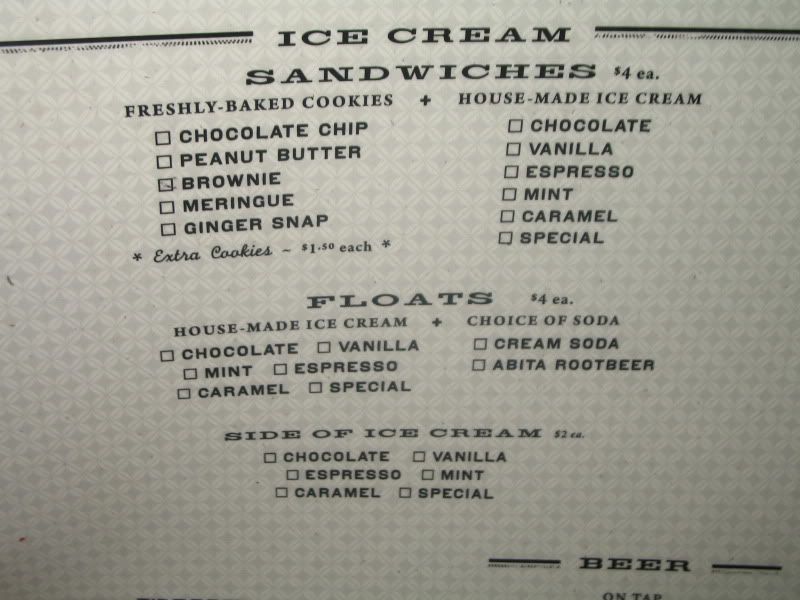 ICE CREAM
SANDWICHES $4 ea.
FRESHLY-BAKED COOKIES + HOUSE-MADE ICE CREAM
CHOCOLATE CHIP
PEANUT BUTTER
BROWNIE
MERINGUE
GINGER SNAP
* Extra Cookies ~ $1.50 each *
CHOCOLATE
VANILLA
ESPRESSO
MINT
CARAMEL
SPECIAL
FLOATS $4 ea.
HOUSE-MADE ICE CREAM + CHOICE OF SODA
CHOCOLATE VANILLA
MINT ESPRESSO
CARAMEL SPECIAL
CREAM SODA
ABITA ROOTBEER
SIDE OF ICE CREAM $2 ea.
CHOCOLATE VANILLA
ESPRESSO MINT
CARAMEL SPECIAL
BEER
ON TAP